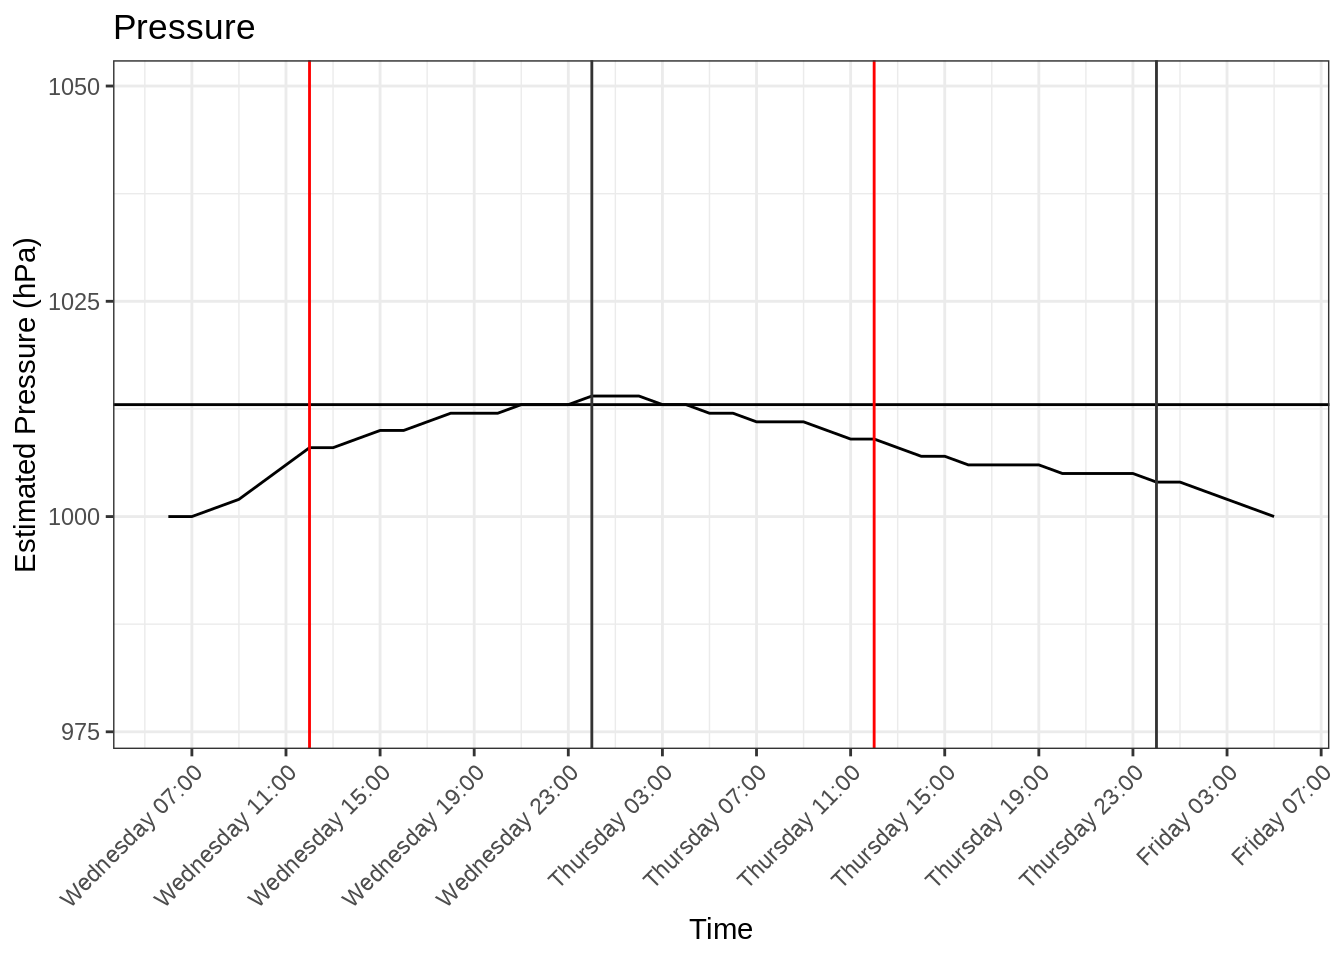 Pressure
Estimated Pressure (hPa)
1050
1025
1000
975
Wednesday 07:00
Wednesday 11:00
Wednesday 15:00
Wednesday 19:00
Wednesday 23:00
Thursday 03:00
Thursday 07:00
Thursday 11:00
Thursday 15:00
Thursday 19:00
Thursday 23:00
Friday 03:00
Friday 07:00
Time